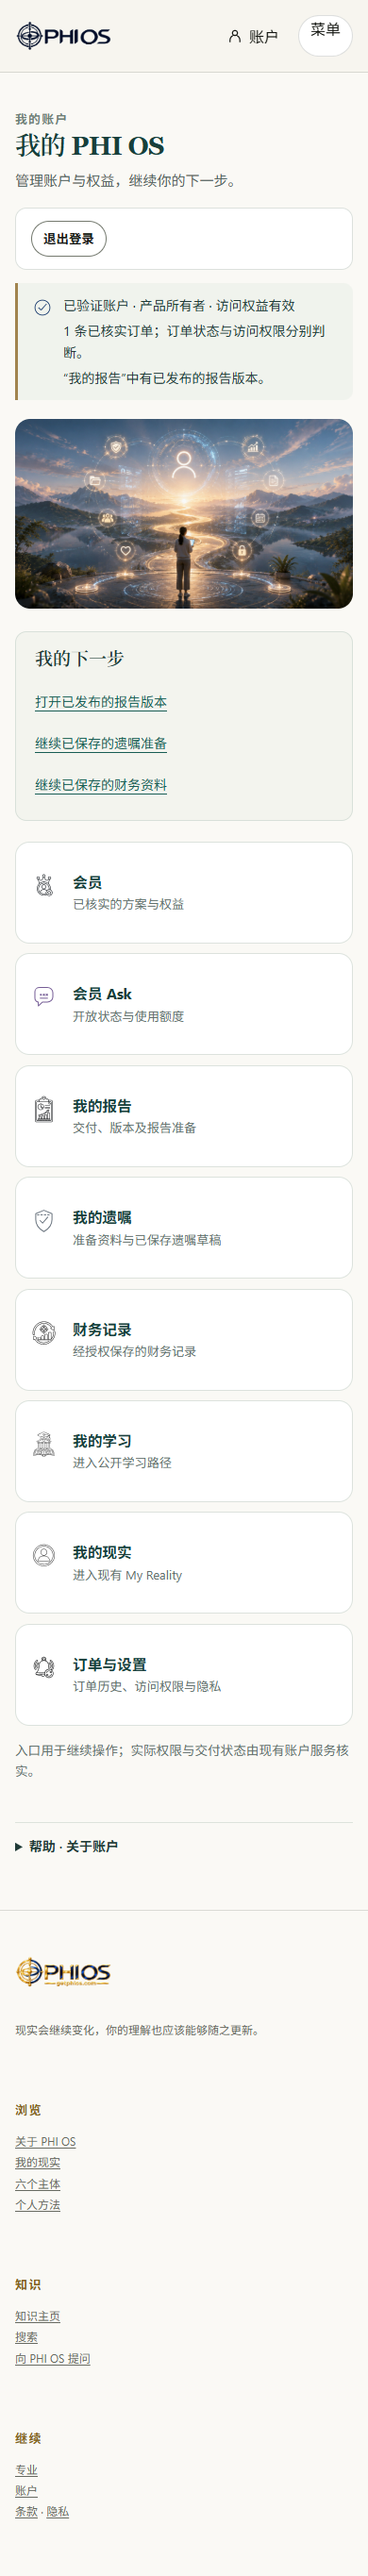 PHIOS
账户
菜单
我的账户
我的 PHI OS
管理账户与权益，继续你的下一步。
退出登录
已验证账户 · 产品所有者 · 访问权益有效
1 条已核实订单；订单状态与访问权限分别判
断。
“我的报告”中有已发布的报告版本。
我的下一步
打开已发布的报告版本
继续已保存的遗嘱准备
继续已保存的财务资料
会员
已核实的方案与权益
会员 Ask
开放状态与使用额度
我的报告
交付、版本及报告准备
我的遗嘱
准备资料与已保存遗嘱草稿
财务记录
经授权保存的财务记录
我的学习
进入公开学习路径
我的现实
进入现有 My Reality
订单与设置
订单历史、访问权限与隐私
入口用于继续操作；实际权限与交付状态由现有账户服务核
实。
帮助 · 关于账户
PHIOS
getphios.com
现实会继续变化，你的理解也应该能够随之更新。
浏览
关于 PHI OS
我的现实
六个主体
个人方法
知识
知识主页
搜索
向 PHI OS 提问
继续
专业
账户
条款 · 隐私